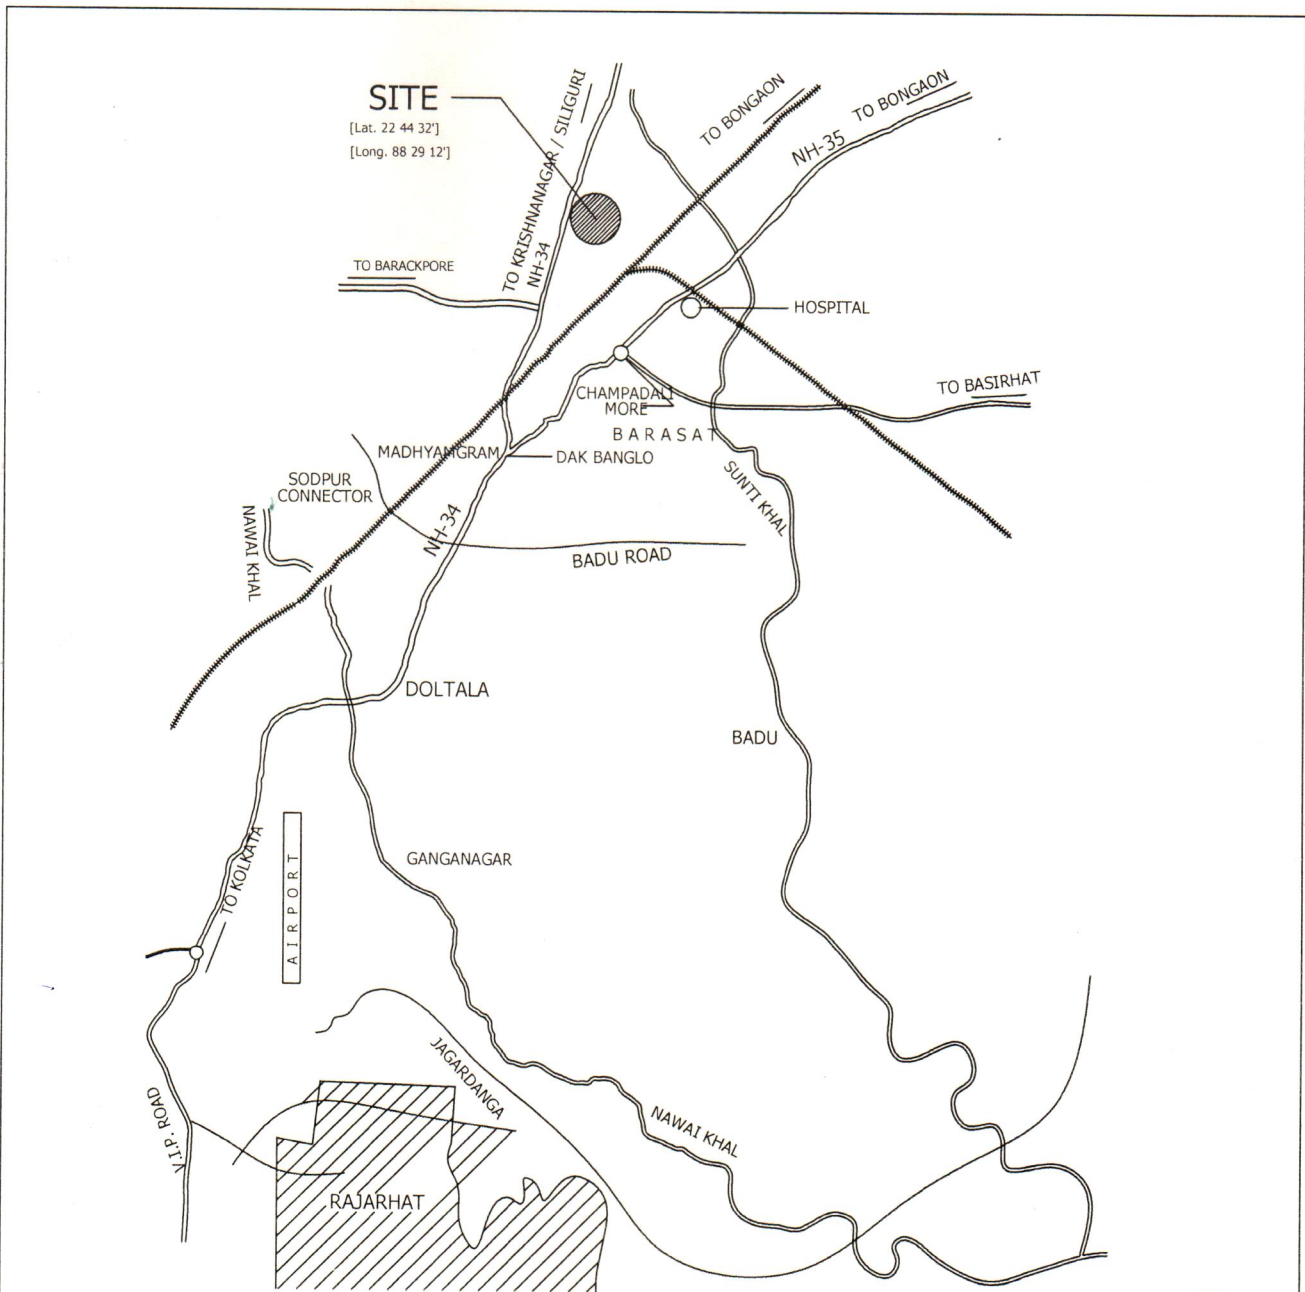 SITE
[Lat. 22 44 32']
[Long. 88 29 12']
TO KRISHNANAGAR / SILIGURI
NH-34
TO BONGAON
TO BONGAON
NH-35
TO BARACKPORE
HOSPITAL
CHAMPADALI
MORE
TO BASIRHAT
BARASAT
MADHYAMGRAM
DAK BANGLO
SODPUR
CONNECTOR
SUNTI KHAL
NAWAI KHAL
NH-34
BADU ROAD
DOLTALA
BADU
TO KOLKATA
AIRPORT
GANGANAGAR
JAGARDANGA
V.I.P. ROAD
NAWAI KHAL
RAJARHAT